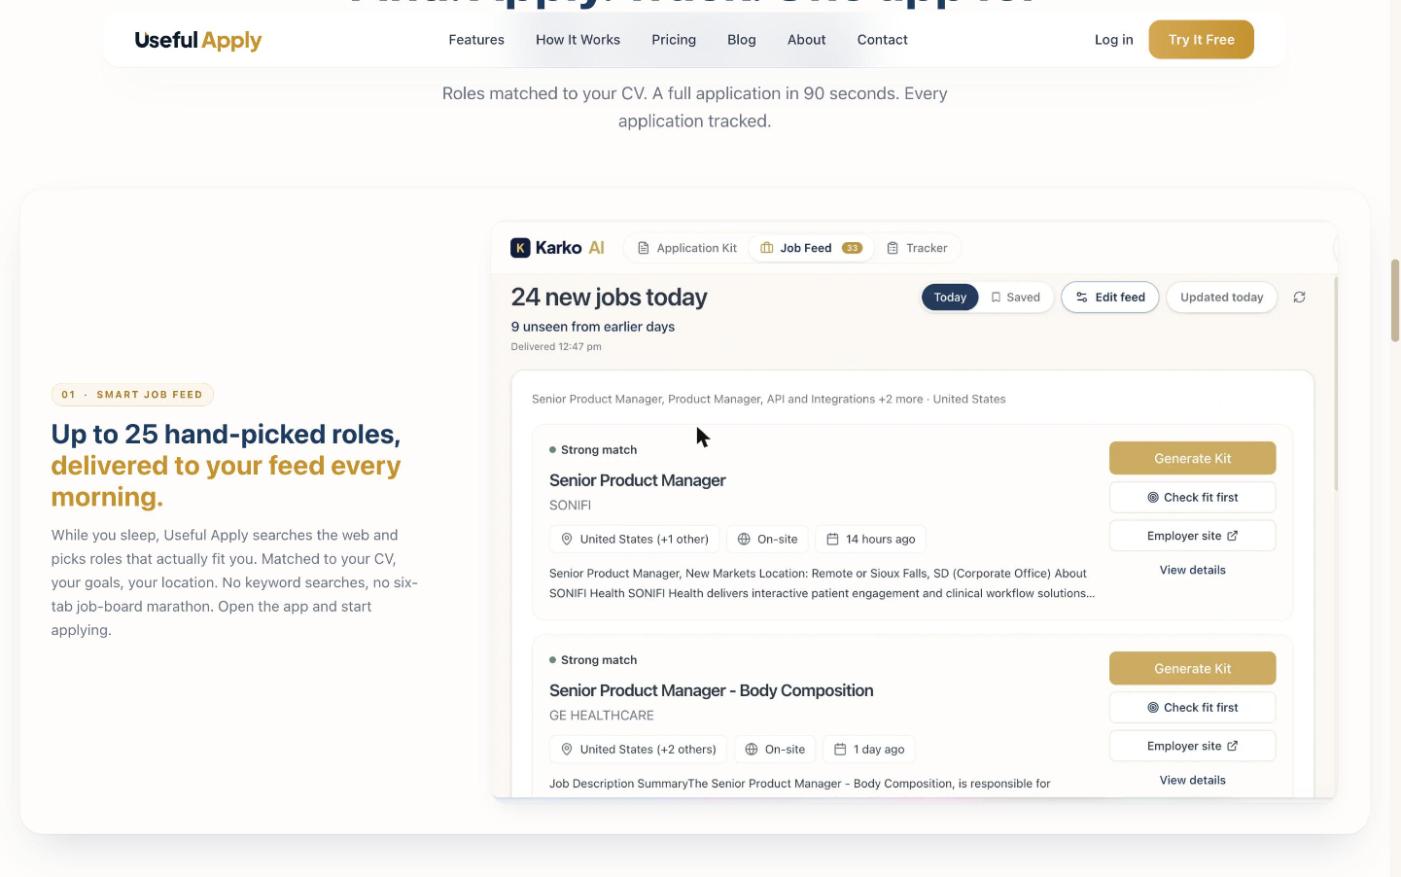 Useful Apply
Features
How It Works
Pricing
Blog
About
Contact
Log in
Try It Free
Roles matched to your CV. A full application in 90 seconds. Every
application tracked.
01 · SMART JOB FEED
Up to 25 hand-picked roles,
delivered to your feed every
morning.
While you sleep, Useful Apply searches the web and
picks roles that actually fit you. Matched to your CV,
your goals, your location. No keyword searches, no six-
tab job-board marathon. Open the app and start
applying.
K Karko AI
Application Kit
Job Feed 33
Tracker
24 new jobs today
Today
Saved
Edit feed
Updated today
9 unseen from earlier days
Delivered 12:47 pm
Senior Product Manager, Product Manager, API and Integrations +2 more · United States
Strong match
Senior Product Manager
SONIFI
United States (+1 other)
On-site
14 hours ago
Senior Product Manager, New Markets Location: Remote or Sioux Falls, SD (Corporate Office) About
SONIFI Health SONIFI Health delivers interactive patient engagement and clinical workflow solutions...
Generate Kit
Check fit first
Employer site
View details
Strong match
Senior Product Manager - Body Composition
GE HEALTHCARE
United States (+2 others)
On-site
1 day ago
Job Description SummaryThe Senior Product Manager - Body Composition, is responsible for
Generate Kit
Check fit first
Employer site
View details